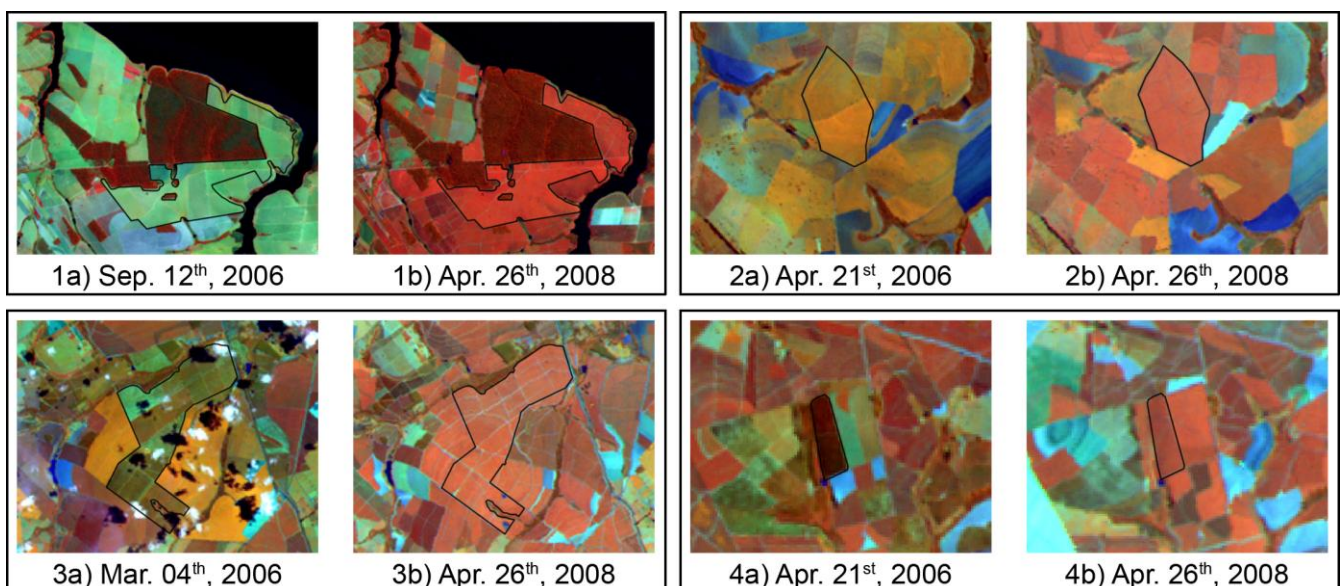 1a) Sep. 12th, 2006
1b) Apr. 26th, 2008
2a) Apr. 21st, 2006
2b) Apr. 26th, 2008
3a) Mar. 04th, 2006
3b) Apr. 26th, 2008
4a) Apr. 21st, 2006
4b) Apr. 26th, 2008